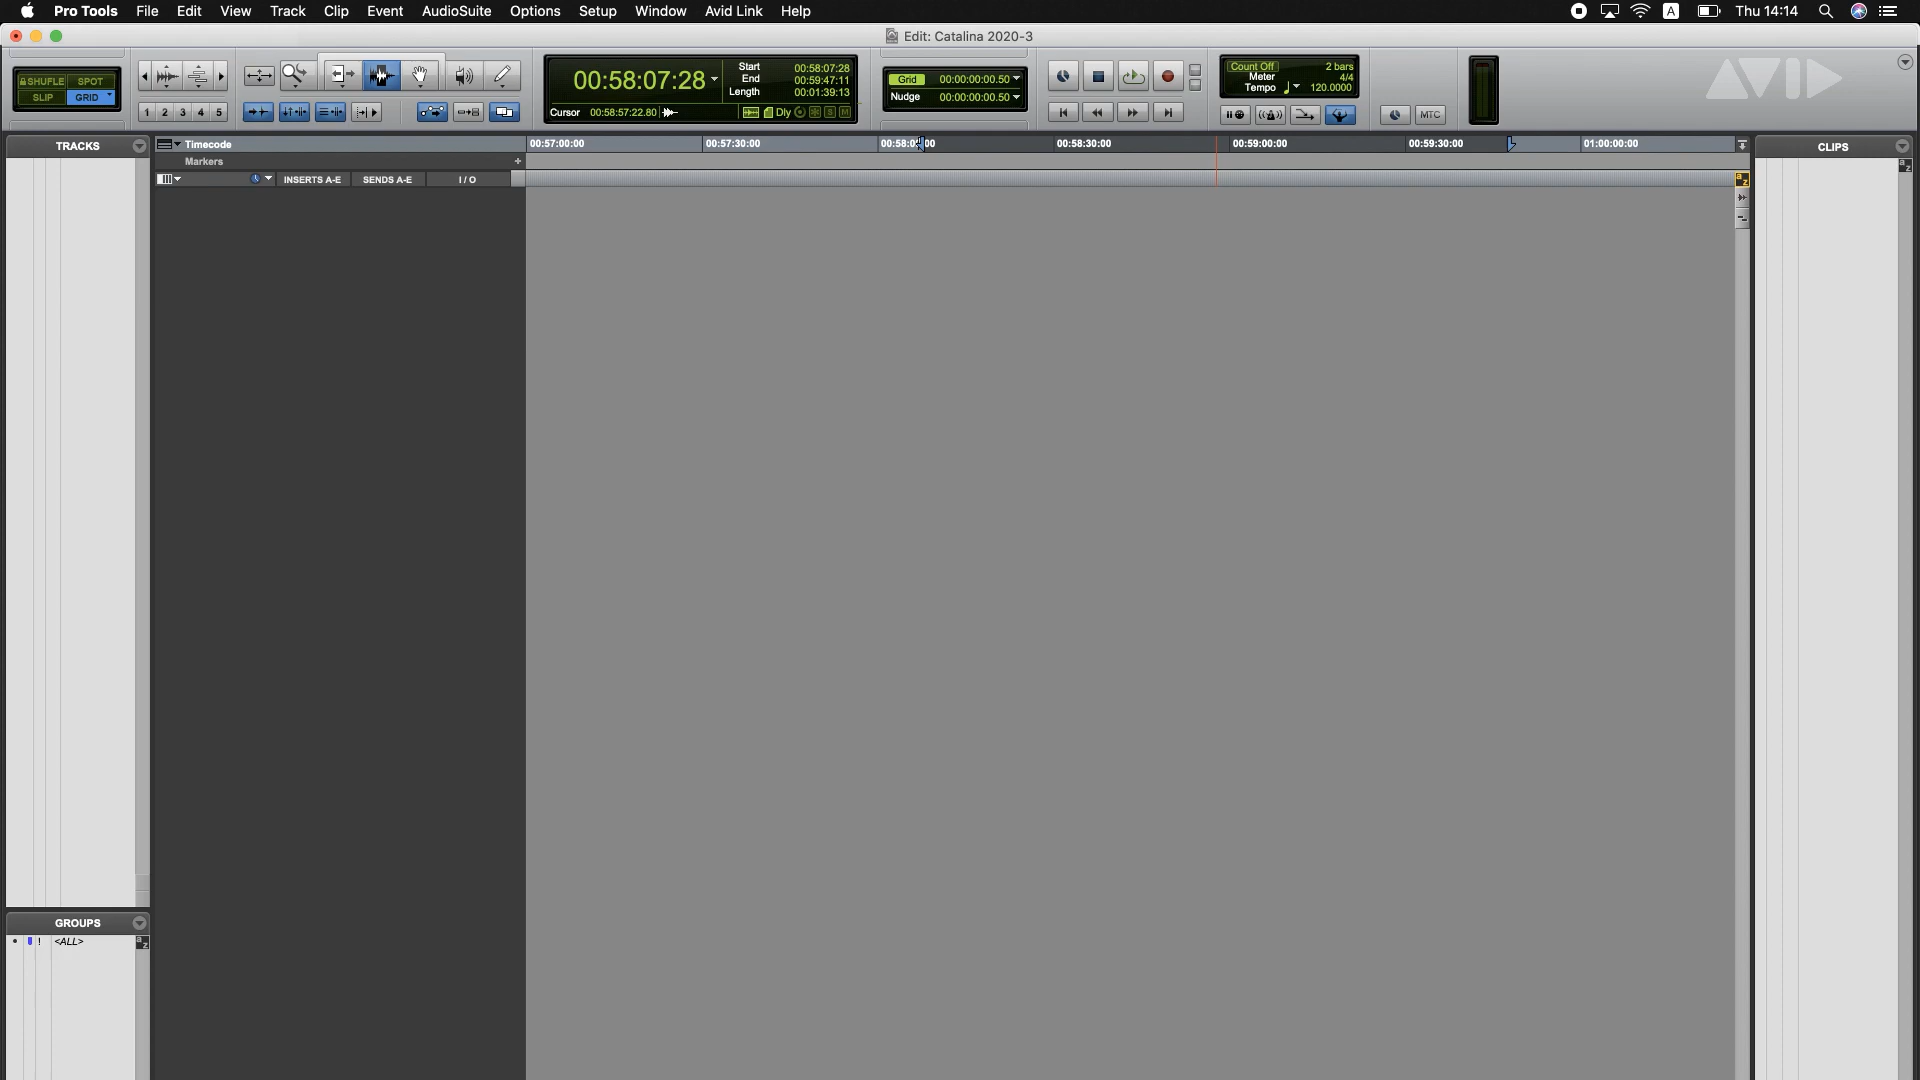 Pro Tools File Edit View Track Clip Event AudioSuite Options Setup Window Avid Link Help A Thu 14:14
Edit: Catalina 2020-3
SHUFFLE SPOT
SLIP GRID
1 2 3 4 5
00:58:07:28
Start 00:58:07:28
End 00:59:47:11
Length 00:01:39:13
Cursor 00:58:57:22.80 Dly S M
Grid 00:00:00:00.50
Nudge 00:00:00:00.50
Count Off 2 bars
Meter 4/4
Tempo 120.0000
MTC
AVID
TRACKS
Timecode 00:57:00:00 00:57:30:00 00:58:00:00 00:58:30:00 00:59:00:00 00:59:30:00 01:00:00:00
CLIPS
Markers +
INSERTS A-E SENDS A-E I / O
a z
a z
GROUPS
! <ALL>
a z